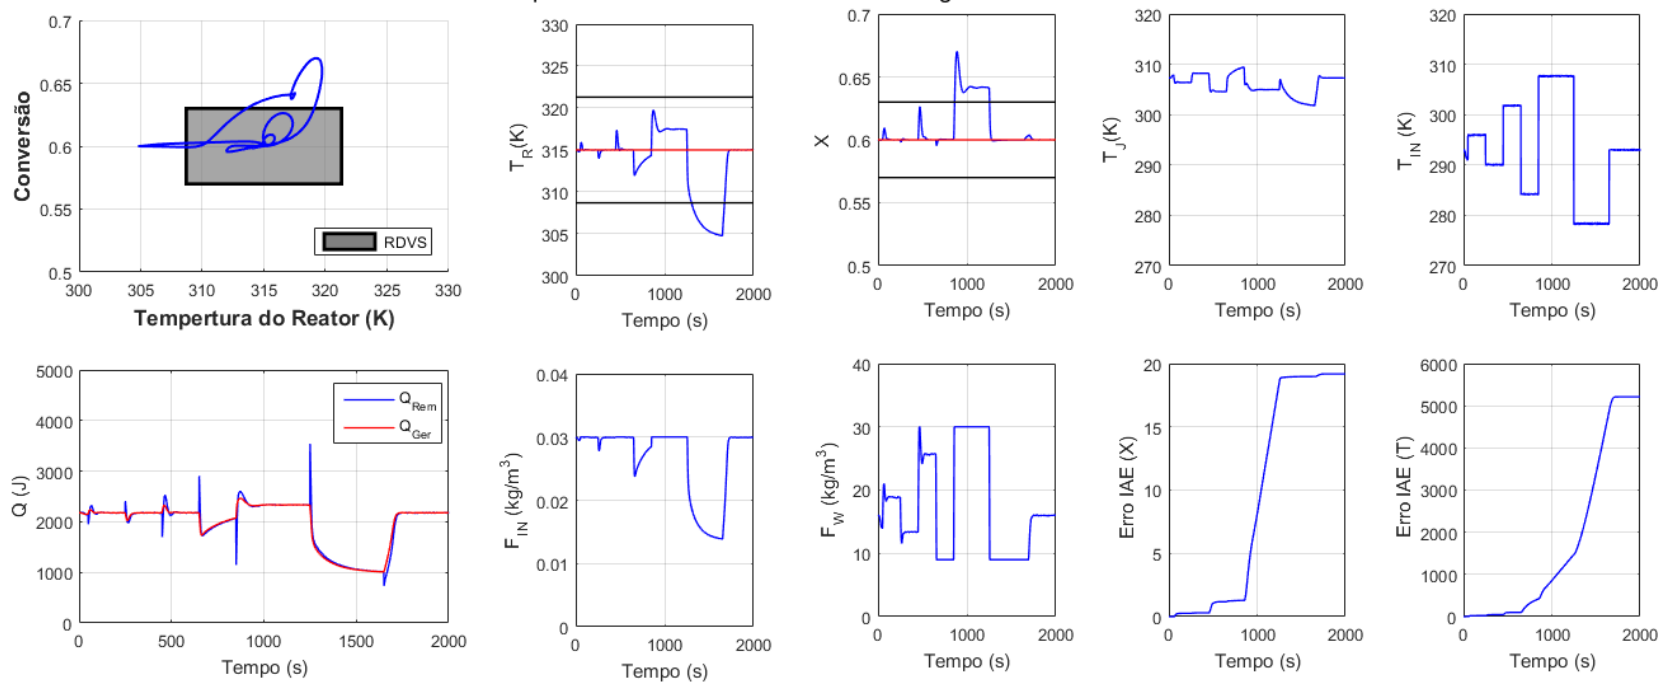 0.7
0.65
0.6
0.55
0.5
Conversão
300 305 310 315 320 325 330
Tempertura do Reator (K)
RDVS
330
325
320
315
310
305
300
T_R(K)
0 1000 2000
Tempo (s)
0.7
0.65
0.6
0.55
0.5
X
0 1000 2000
Tempo (s)
320
310
300
290
280
270
T_J(K)
0 1000 2000
Tempo (s)
320
310
300
290
280
270
T_IN (K)
0 1000 2000
Tempo (s)
5000
4000
3000
2000
1000
0
Q (J)
Q_Rem
Q_Ger
0 500 1000 1500 2000
Tempo (s)
0.04
0.03
0.02
0.01
0
F_IN (kg/m³)
0 1000 2000
Tempo (s)
40
30
20
10
0
F_W (kg/m³)
0 1000 2000
Tempo (s)
20
15
10
5
0
Erro IAE (X)
0 1000 2000
Tempo (s)
6000
5000
4000
3000
2000
1000
0
Erro IAE (T)
0 1000 2000
Tempo (s)